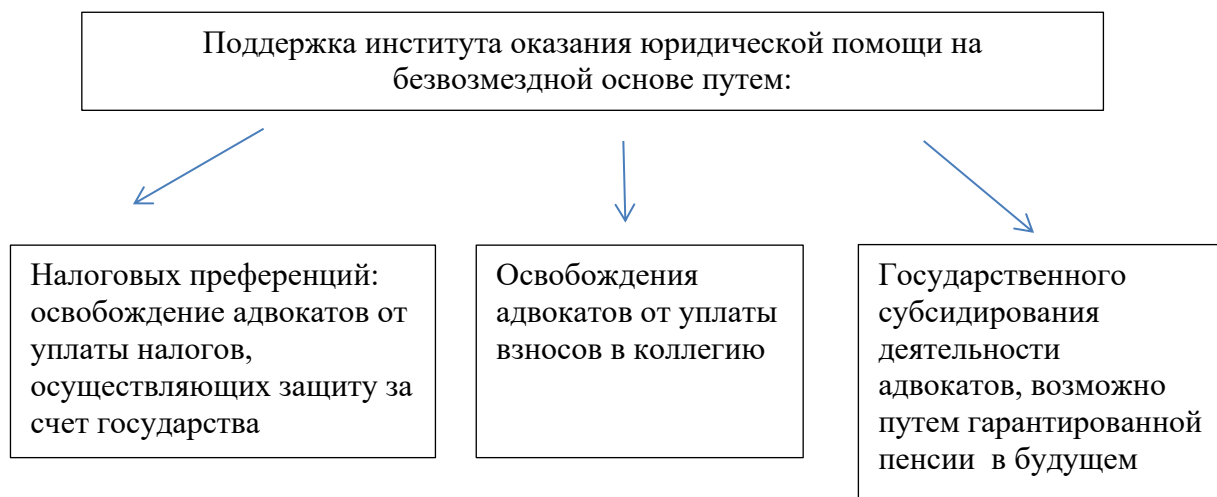 Поддержка института оказания юридической помощи на
безвозмездной основе путем:
Налоговых преференций:
освобождение адвокатов от
уплаты налогов,
осуществляющих защиту за
счет государства
Освобождения
адвокатов от уплаты
взносов в коллегию
Государственного
субсидирования
деятельности
адвокатов, возможно
путем гарантированной
пенсии  в будущем